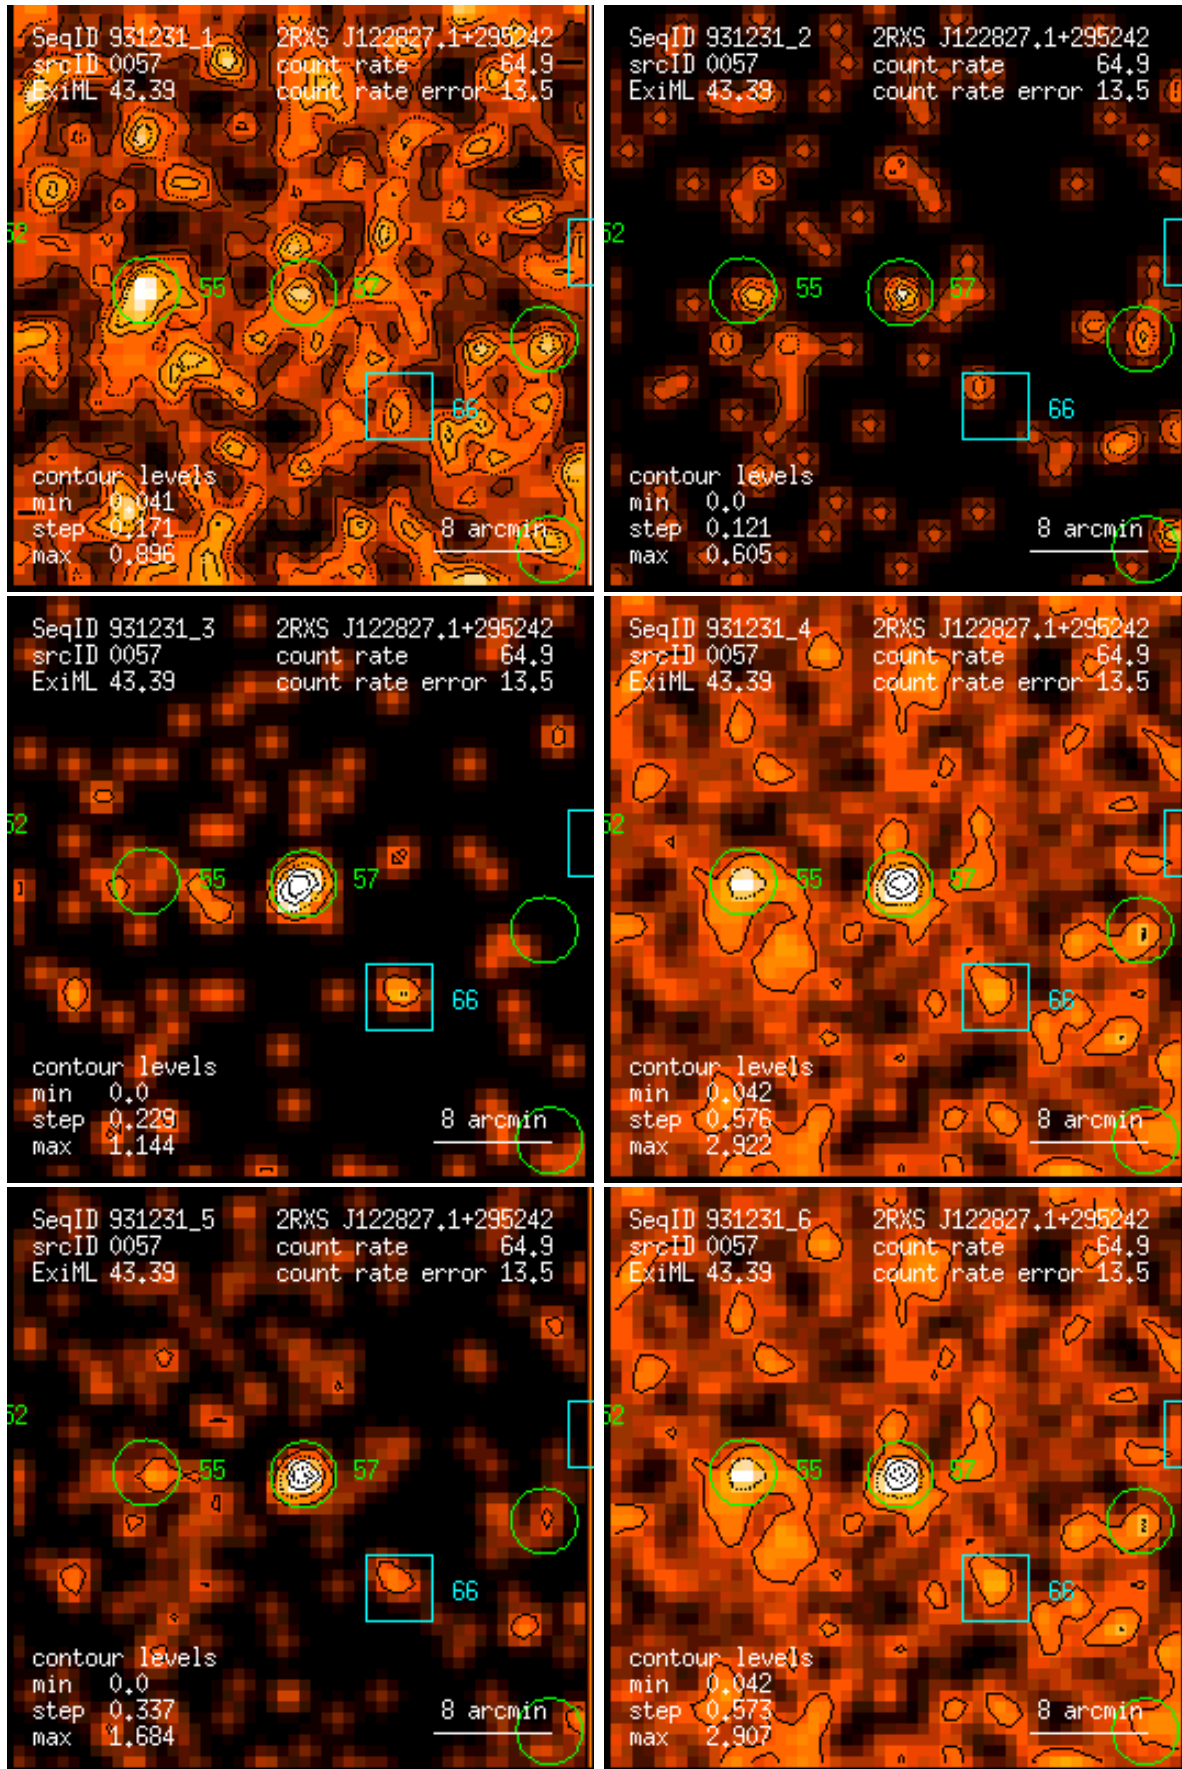 SeqID 931231_1 2RXS J122827.1+295242
srcID 0057 count rate 64.9
ExiML 43.39 count rate error 13.5
52
55 57
66
contour levels
min 0.041
step 0.171 8 arcmin
max 0.896
SeqID 931231_2 2RXS J122827.1+295242
srcID 0057 count rate 64.9
ExiML 43.39 count rate error 13.5
52
55 57
66
contour levels
min 0.0
step 0.121 8 arcmin
max 0.605
SeqID 931231_3 2RXS J122827.1+295242
srcID 0057 count rate 64.9
ExiML 43.39 count rate error 13.5
52
55 57
66
contour levels
min 0.0
step 0.229 8 arcmin
max 1.144
SeqID 931231_4 2RXS J122827.1+295242
srcID 0057 count rate 64.9
ExiML 43.39 count rate error 13.5
52
55 57
66
contour levels
min 0.042
step 0.576 8 arcmin
max 2.922
SeqID 931231_5 2RXS J122827.1+295242
srcID 0057 count rate 64.9
ExiML 43.39 count rate error 13.5
52
55 57
66
contour levels
min 0.0
step 0.337 8 arcmin
max 1.684
SeqID 931231_6 2RXS J122827.1+295242
srcID 0057 count rate 64.9
ExiML 43.39 count rate error 13.5
52
55 57
66
contour levels
min 0.042
step 0.573 8 arcmin
max 2.907